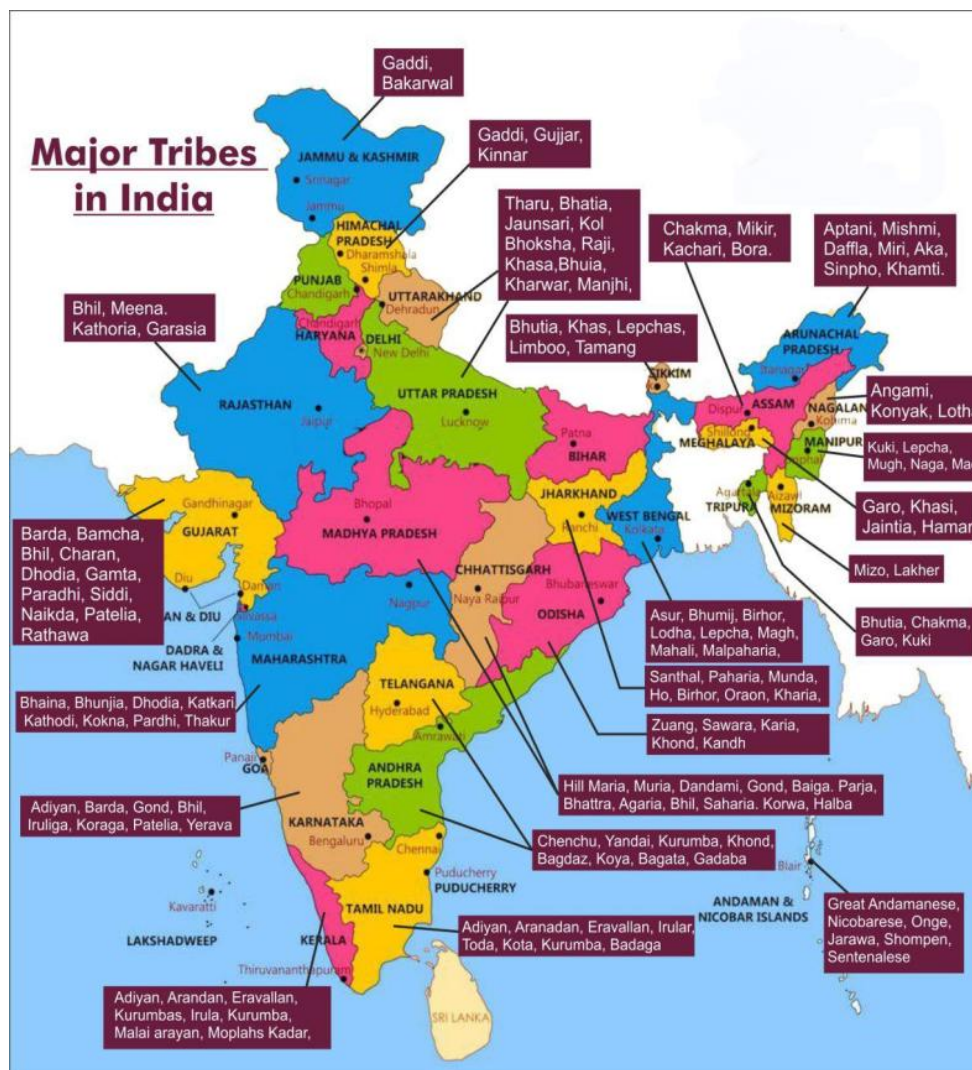 Major Tribes
in India
Gaddi,
Bakarwal
JAMMU & KASHMIR
Srinagar
Jammu
Gaddi, Gujjar,
Kinnar
HIMACHAL
PRADESH
Dharamshala
Shimla
PUNJAB
Chandigarh
UTTARAKHAND
Dehradun
Tharu, Bhatia,
Jaunsari, Kol
Bhoksha, Raji,
Khasa,Bhuia,
Kharwar, Manjhi,
Chakma, Mikir,
Kachari, Bora.
Aptani, Mishmi,
Daffla, Miri, Aka,
Sinpho, Khamti.
Bhil, Meena.
Kathoria, Garasia
Chandigarh
HARYANA
DELHI
New Delhi
Bhutia, Khas, Lepchas,
Limboo, Tamang
ARUNACHAL
PRADESH
Itanagar
SIKKIM
RAJASTHAN
Jaipur
UTTAR PRADESH
Lucknow
ASSAM
Dispur
Angami,
Konyak, Lotha
NAGALAN
Kohima
Shillong
MEGHALAYA
MANIPUR
Imphal
Kuki, Lepcha,
Mugh, Naga, Ma
Patna
BIHAR
Garo, Khasi,
Jaintia, Hamar
Gandhinagar
GUJARAT
Bhopal
MADHYA PRADESH
JHARKHAND
Ranchi
WEST BENGAL
Kolkata
Agartala
TRIPURA
Aizawl
MIZORAM
Mizo, Lakher
Barda, Bamcha,
Bhil, Charan,
Dhodia, Gamta,
Paradhi, Siddi,
Naikda, Patelia,
Rathawa
Diu
Daman
AN & DIU
Silvassa
DADRA &
NAGAR HAVELI
Mumbai
MAHARASHTRA
Nagpur
CHHATTISGARH
Naya Raipur
Bhubaneswar
ODISHA
Asur, Bhumij, Birhor,
Lodha, Lepcha, Magh,
Mahali, Malpaharia,
Bhutia, Chakma,
Garo, Kuki
Santhal, Paharia, Munda,
Ho, Birhor, Oraon, Kharia,
Bhaina, Bhunjia, Dhodia, Katkari,
Kathodi, Kokna, Pardhi, Thakur
TELANGANA
Hyderabad
Amrawati
Zuang, Sawara, Karia,
Khond, Kandh
Panaji
GOA
ANDHRA
PRADESH
Hill Maria, Muria, Dandami, Gond, Baiga. Parja,
Bhattra, Agaria, Bhil, Saharia. Korwa, Halba
Adiyan, Barda, Gond, Bhil,
Iruliga, Koraga, Patelia, Yerava
KARNATAKA
Bengaluru
Chennai
Chenchu, Yandai, Kurumba, Khond,
Bagdaz, Koya, Bagata, Gadaba
Blair
Puducherry
PUDUCHERRY
Kavaratti
LAKSHADWEEP
TAMIL NADU
KERALA
ANDAMAN &
NICOBAR ISLANDS
Great Andamanese,
Nicobarese, Onge,
Jarawa, Shompen,
Sentenalese
Adiyan, Aranadan, Eravallan, Irular,
Toda, Kota, Kurumba, Badaga
Thiruvananthapuram
Adiyan, Arandan, Eravallan,
Kurumbas, Irula, Kurumba,
Malai arayan, Moplahs Kadar,
SRI LANKA